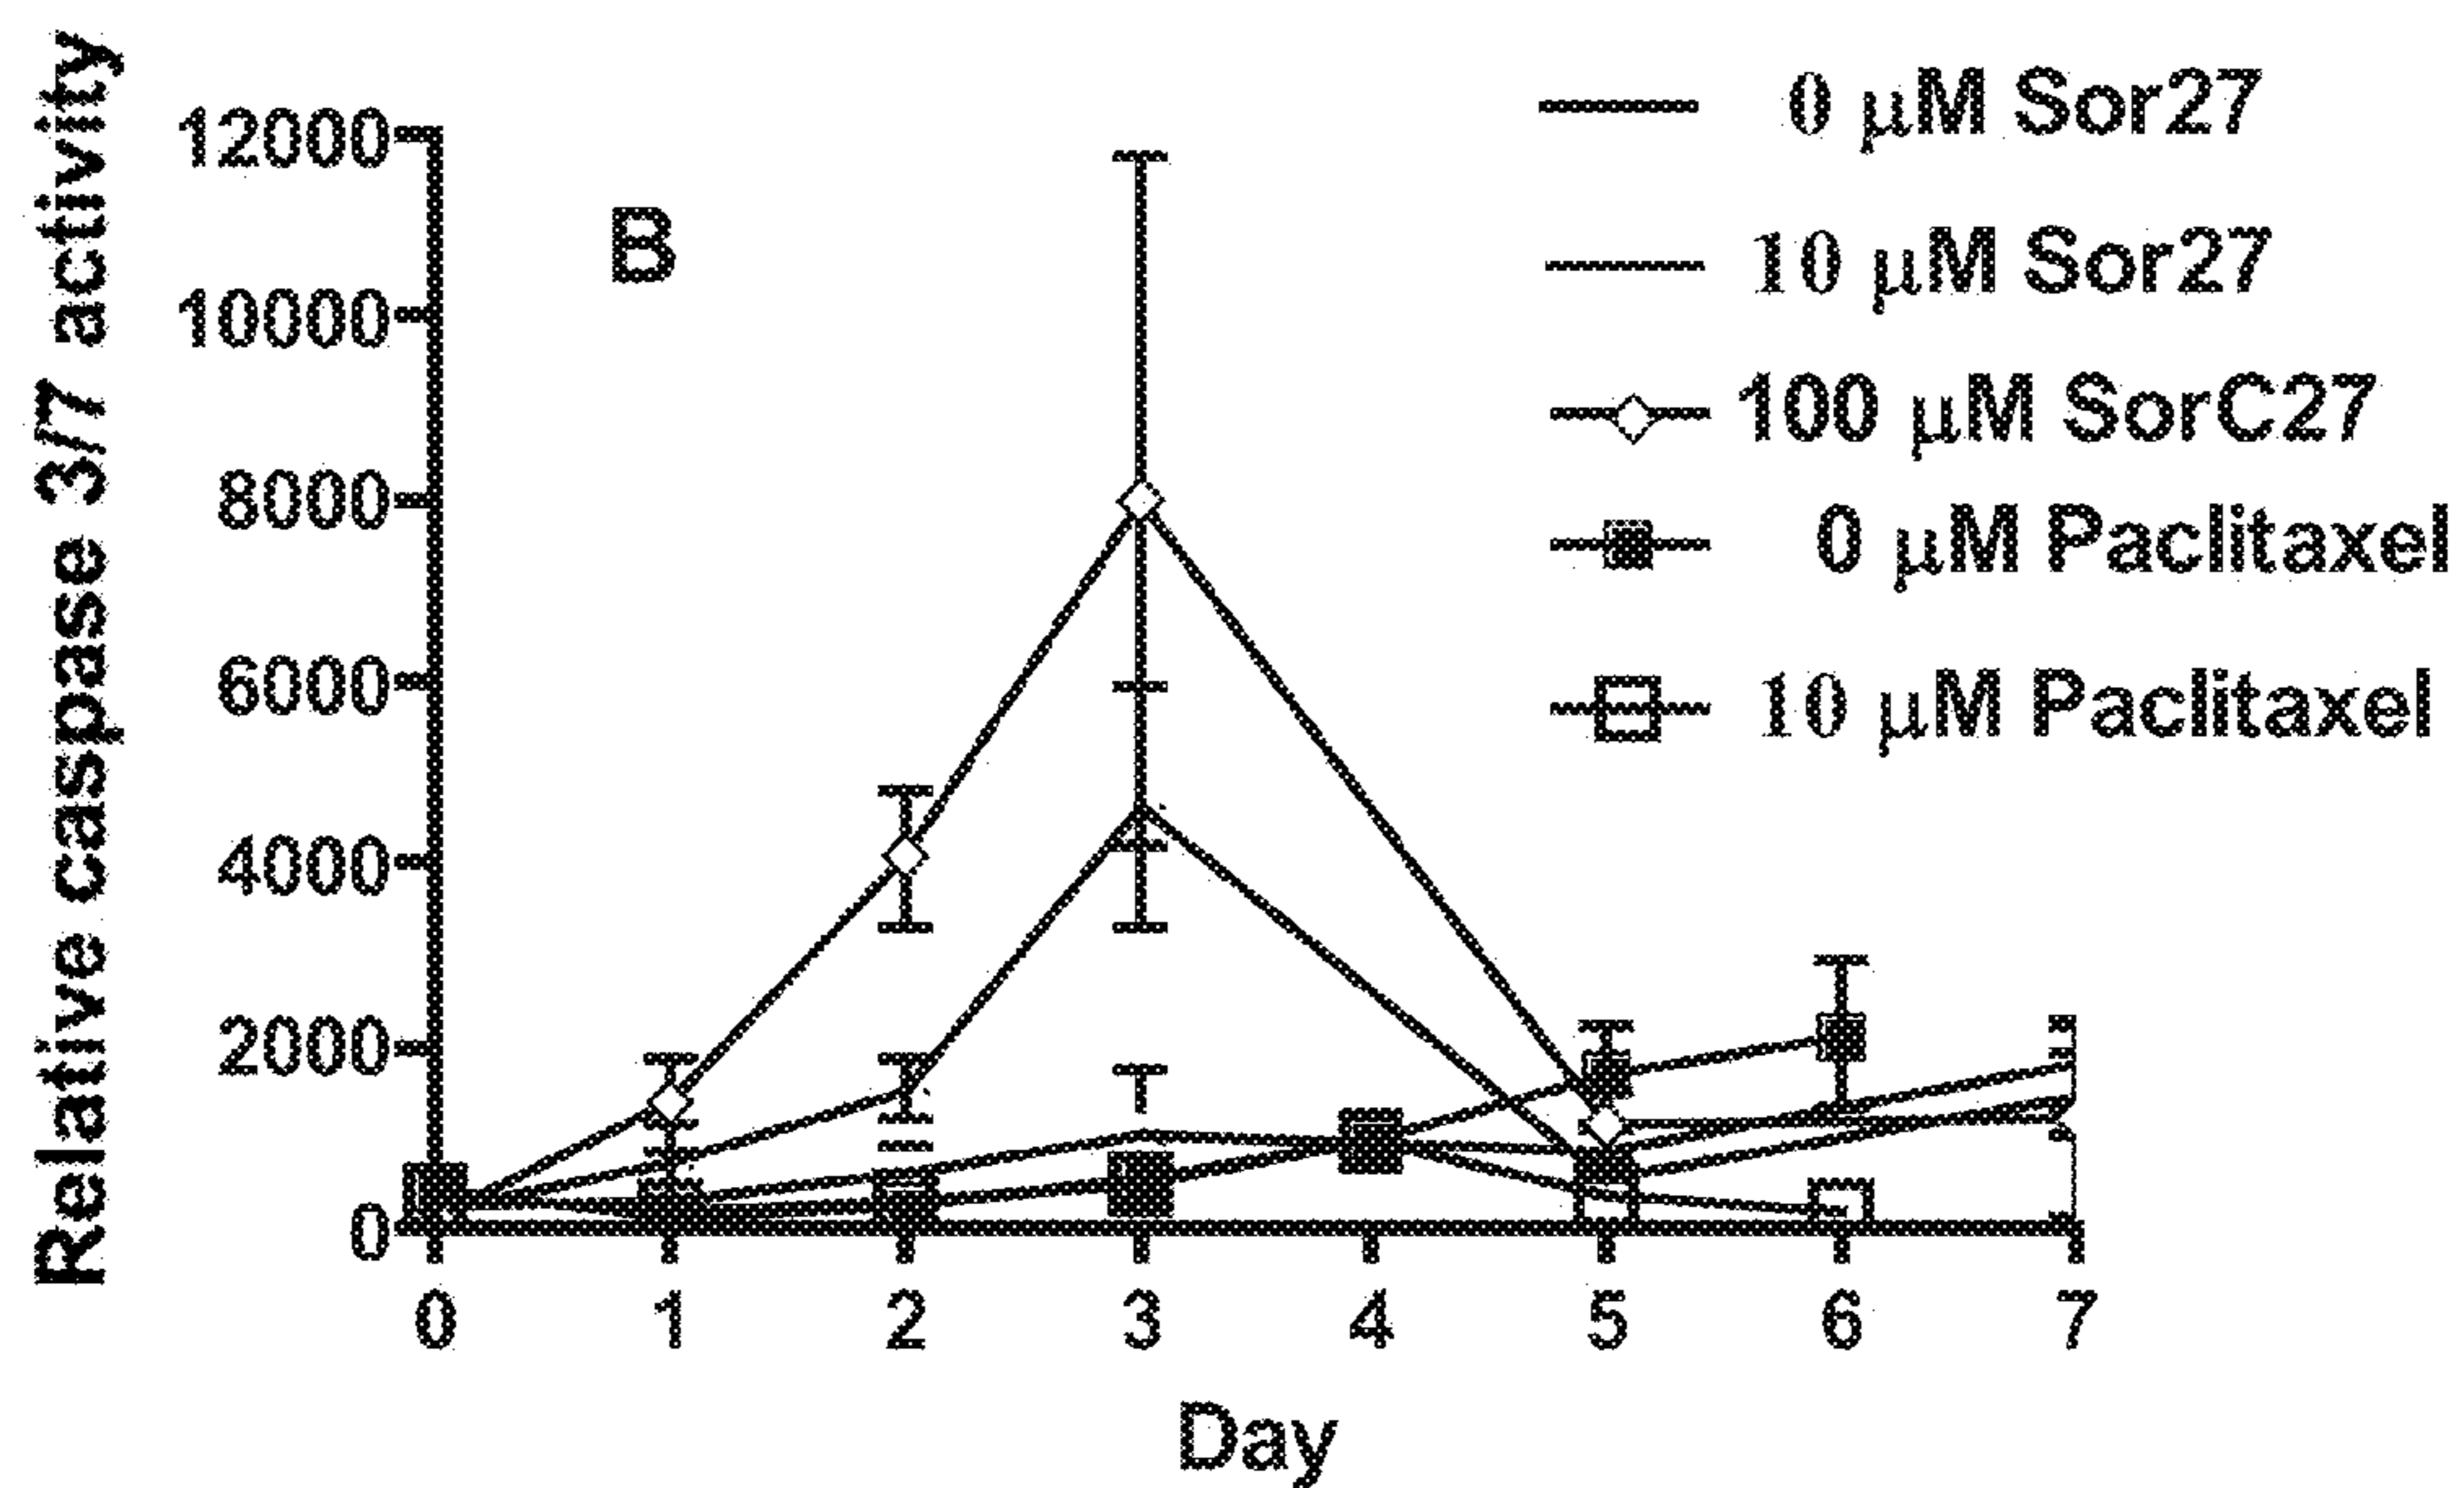 Relative caspase 3/7 activity
12000
10000
8000
6000
4000
2000
0
B
0 μM Sor27
10 μM Sor27
100 μM SorC27
0 μM Paclitaxel
10 μM Paclitaxel
0 1 2 3 4 5 6 7
Day